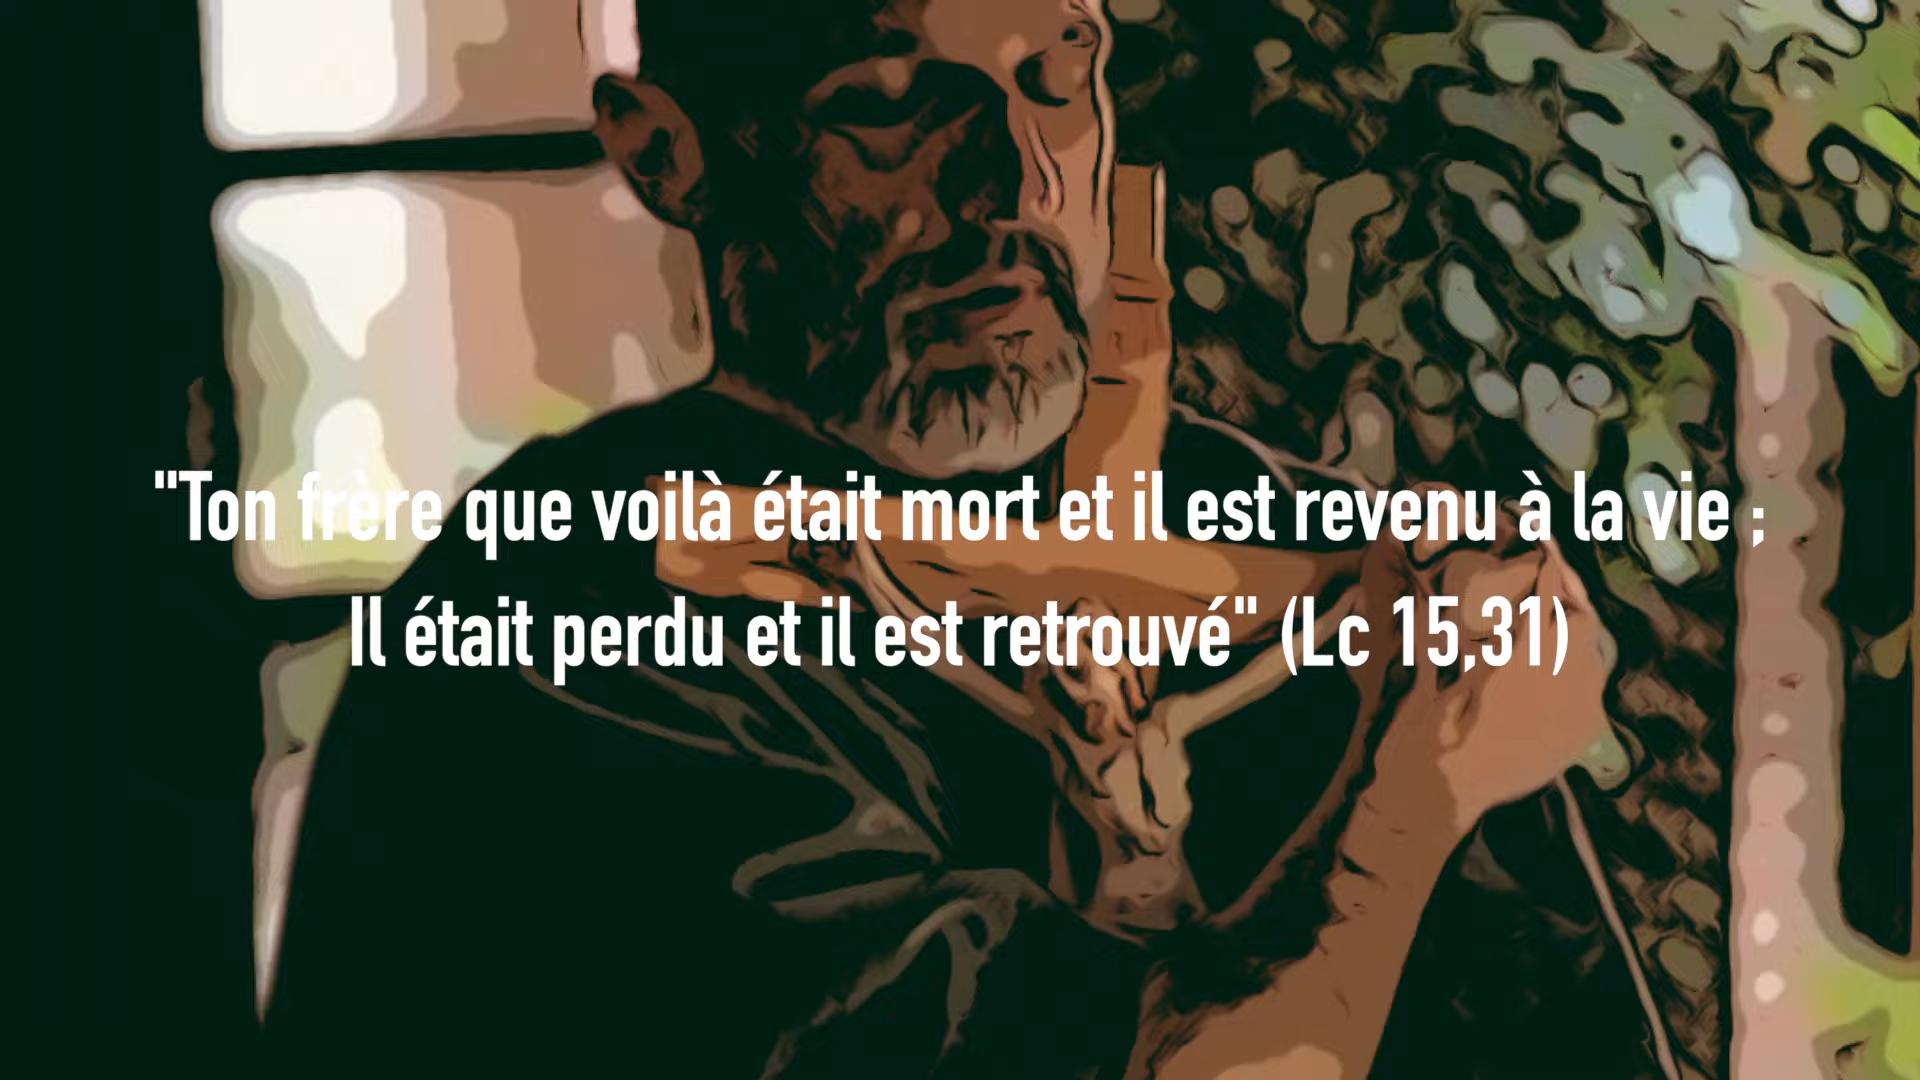 "Ton frère que voilà était mort et il est revenu à la vie ;
Il était perdu et il est retrouvé" (Lc 15,31)